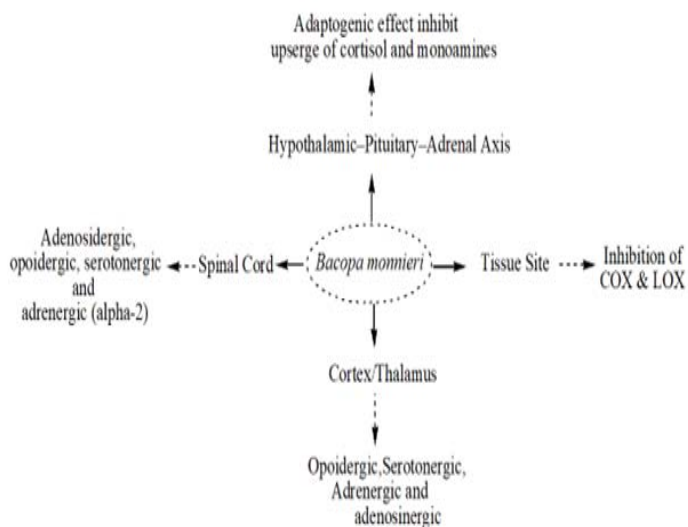 Adaptogenic effect inhibit
upserge of cortisol and monoamines
Hypothalamic–Pituitary–Adrenal Axis
Adenosidergic,
opoidergic, serotonergic
and
adrenergic (alpha-2)
Spinal Cord
Bacopa monnieri
Tissue Site
Inhibition of
COX & LOX
Cortex/Thalamus
Opoidergic,Serotonergic,
Adrenergic and
adenosinergic